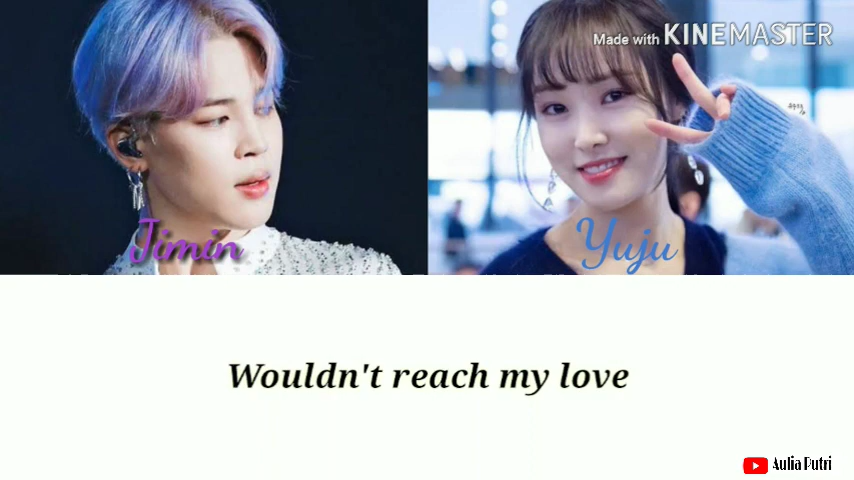 Made with KINEMASTER
Jimin
Yuju
Wouldn't reach my love
Aulia Putri